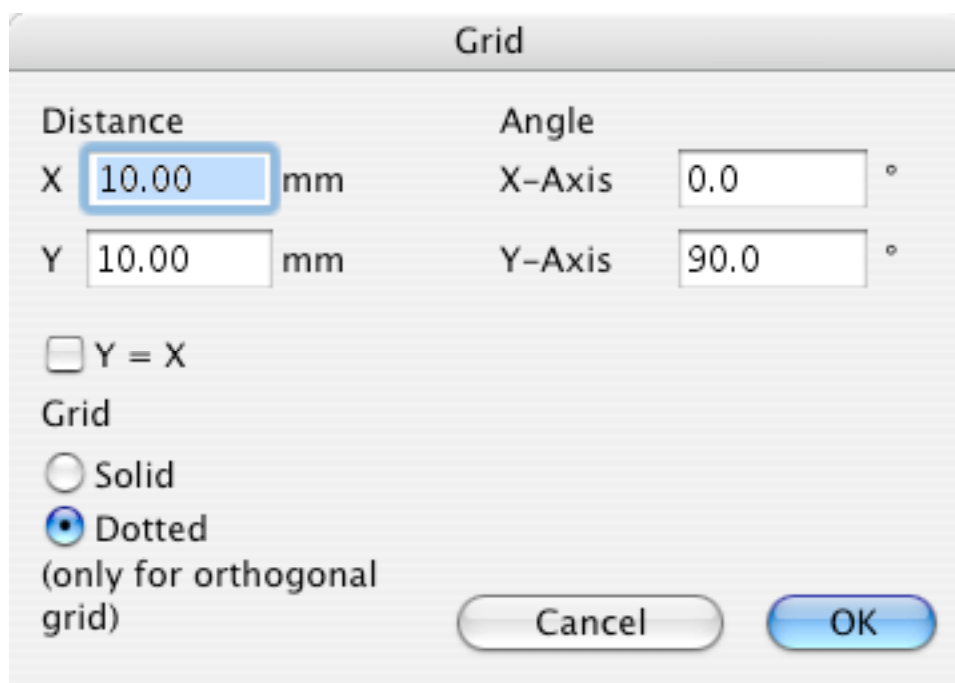 Grid
Distance Angle
X 10.00 mm X-Axis 0.0 °
Y 10.00 mm Y-Axis 90.0 °
Y = X
Grid
Solid
Dotted
(only for orthogonal
grid)
Cancel OK